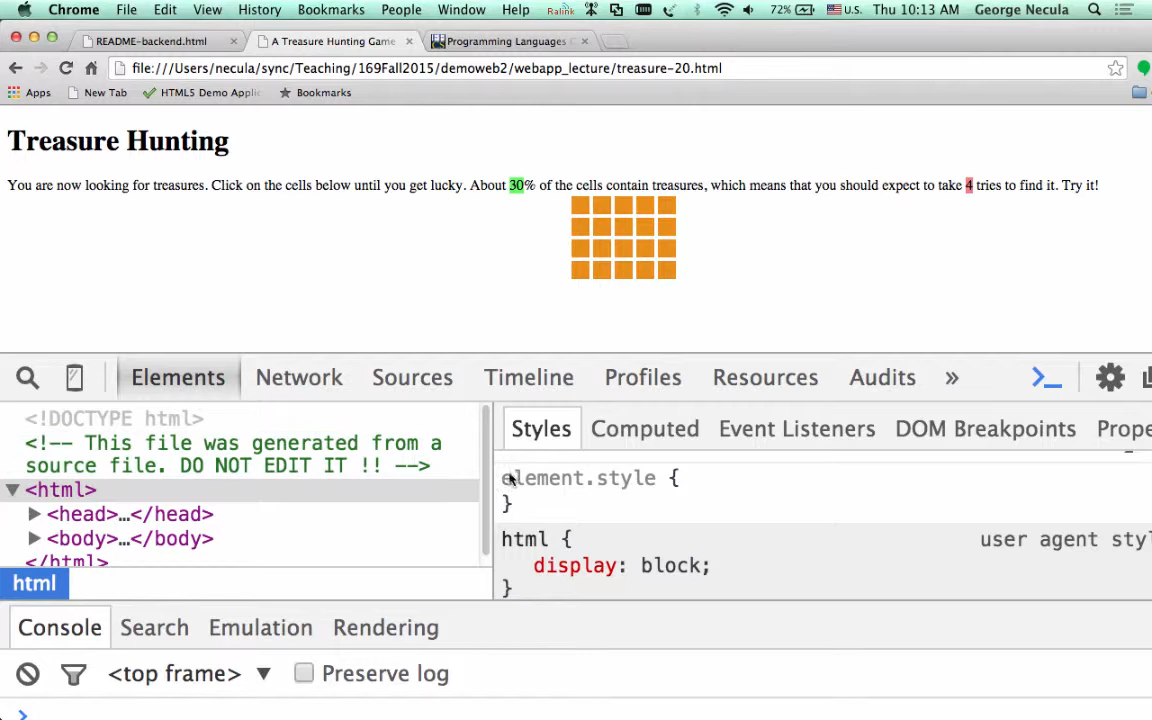 Chrome File Edit View History Bookmarks People Edit Window Help Ralink 72% U.S. Thu 10:13 AM George Necula
README-backend.html A Treasure Hunting Game Programming Languages
file:///Users/necula/sync/Teaching/169Fall2015/demoweb2/webapp_lecture/treasure-20.html
Apps New Tab HTML5 Demo Applic Bookmarks
Treasure Hunting
You are now looking for treasures. Click on the cells below until you get lucky. About 30% of the cells contain treasures, which means that you should expect to take 4 tries to find it. Try it!
Elements Network Sources Timeline Profiles Resources Audits »
<!DOCTYPE html>
<!-- This file was generated from a
source file. DO NOT EDIT IT !! -->
▼<html>
▶<head>…</head>
▶<body>…</body>
</html>
html
Styles Computed Event Listeners DOM Breakpoints Prope
element.style {
}
html { user agent styl
display: block;
}
Console Search Emulation Rendering
<top frame> ▼ Preserve log
>